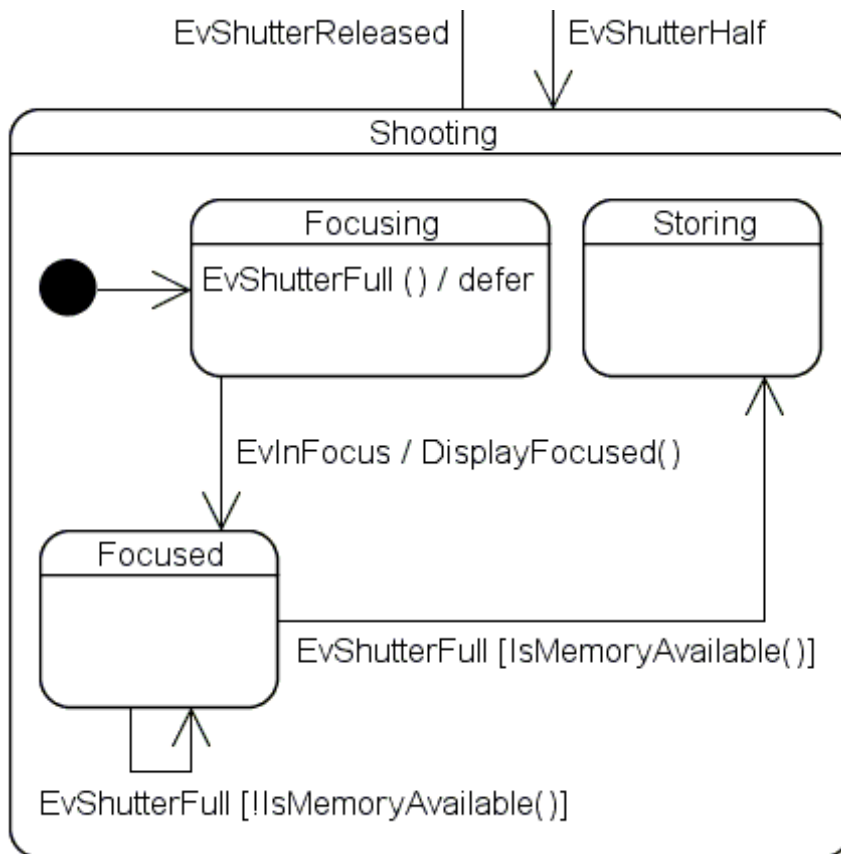 EvShutterReleased
EvShutterHalf
Shooting
Focusing
Storing
EvShutterFull () / defer
EvInFocus / DisplayFocused()
Focused
EvShutterFull [IsMemoryAvailable()]
EvShutterFull [!IsMemoryAvailable()]